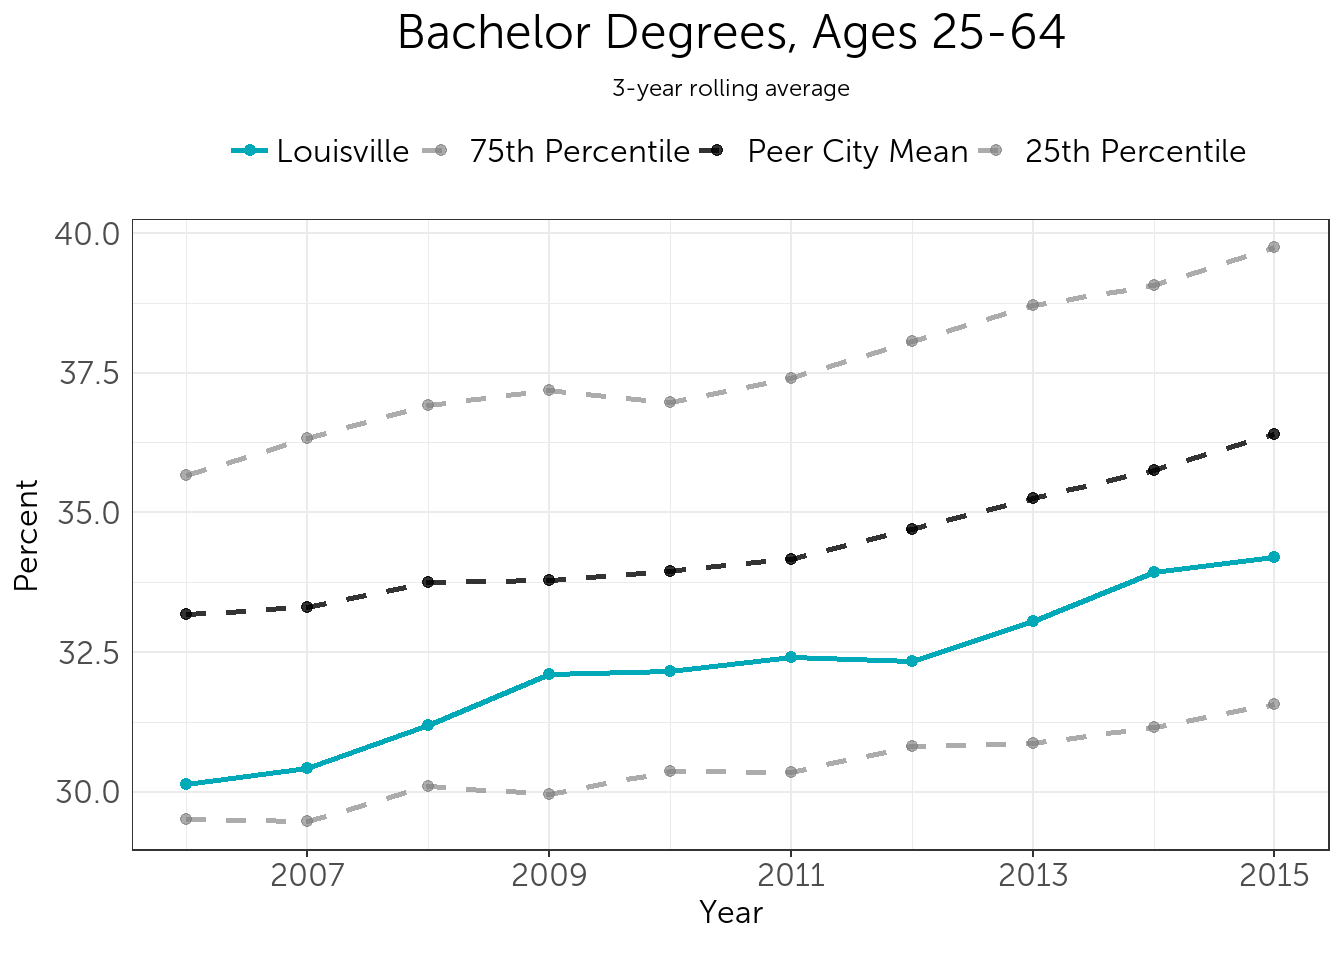 Bachelor Degrees, Ages 25-64
3-year rolling average
Louisville 75th Percentile Peer City Mean 25th Percentile
40.0
37.5
35.0
32.5
30.0
Percent
2007 2009 2011 2013 2015
Year